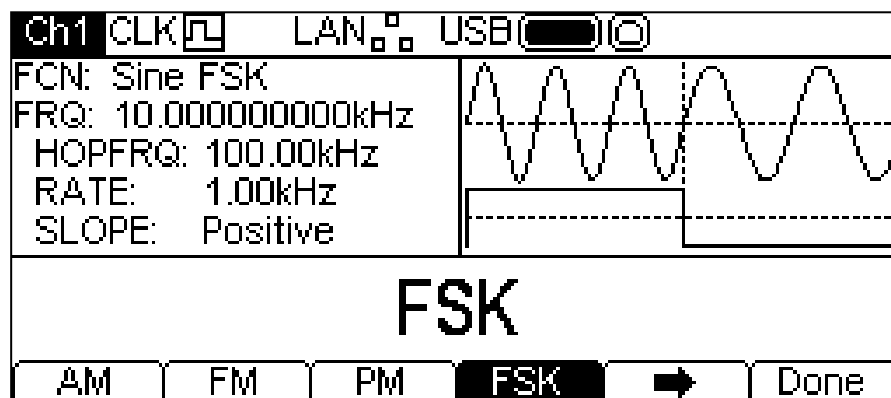 Ch1 CLK LAN USB
FCN: Sine FSK
FRQ: 10.000000000kHz
HOPFRQ: 100.00kHz
RATE: 1.00kHz
SLOPE: Positive
FSK
AM FM PM FSK Done